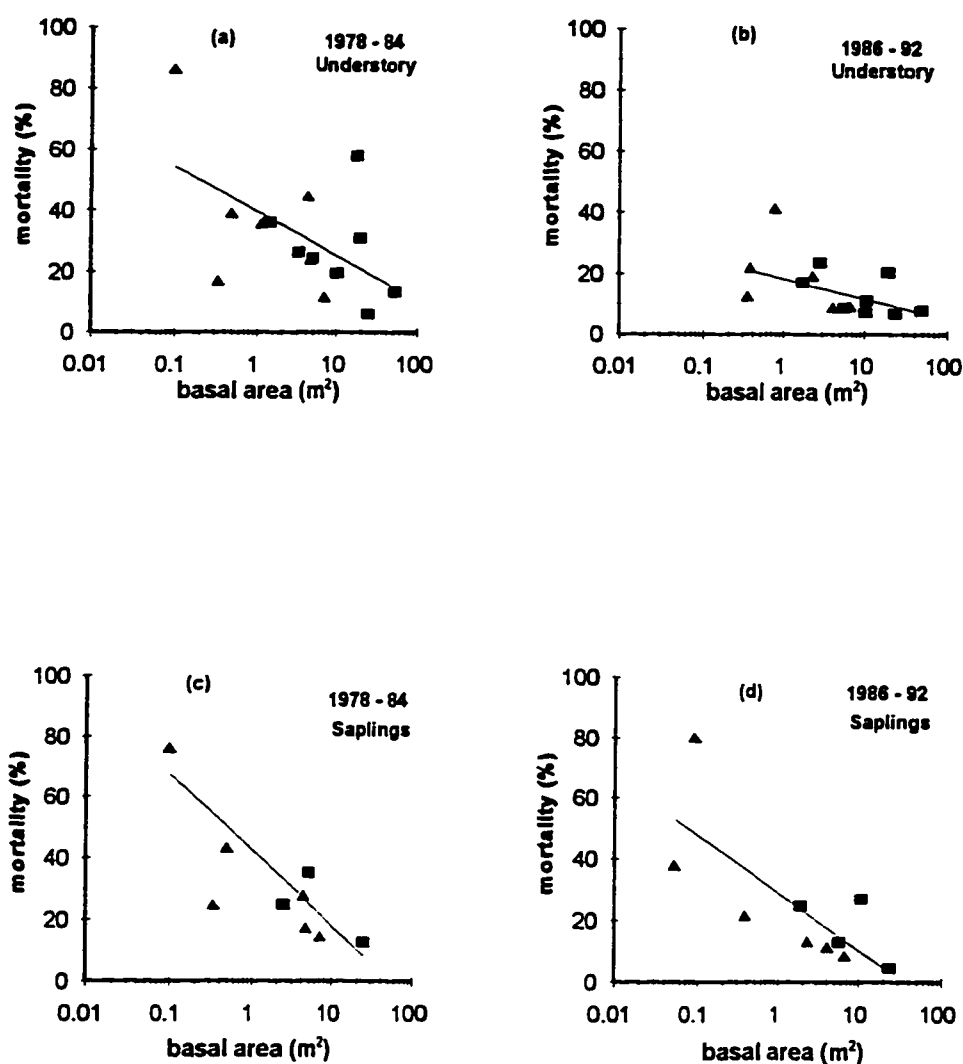 (a)
1978 - 84
Understory
mortality (%)
100
80
60
40
20
0
0.01 0.1 1 10 100
basal area (m²)
(b)
1986 - 92
Understory
mortality (%)
100
80
60
40
20
0
0.01 0.1 1 10 100
basal area (m²)
(c)
1978 - 84
Saplings
mortality (%)
100
80
60
40
20
0
0.01 0.1 1 10 100
basal area (m²)
(d)
1986 - 92
Saplings
mortality (%)
100
80
60
40
20
0
0.01 0.1 1 10 100
basal area (m²)